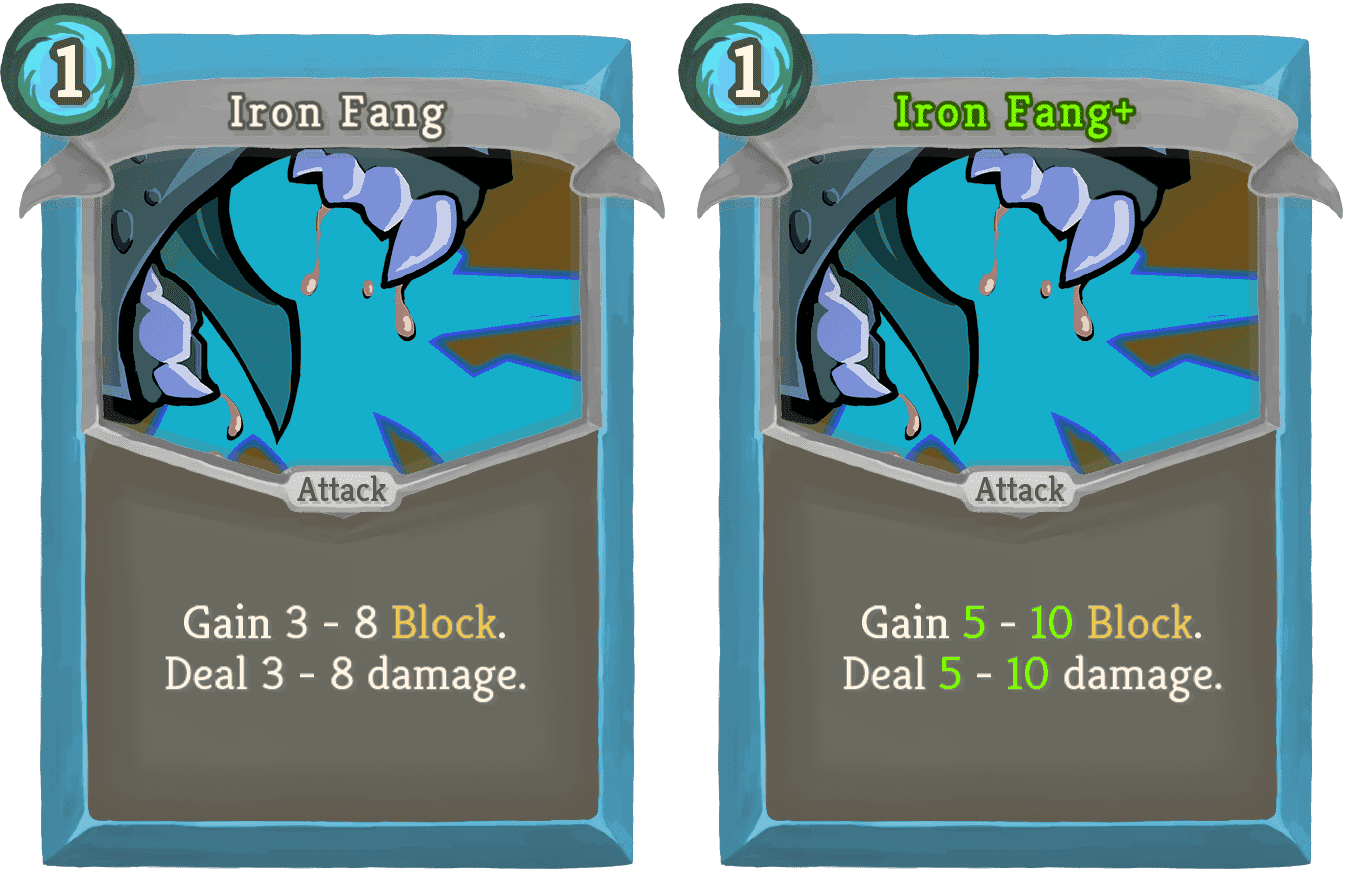 1
Iron Fang
Attack
Gain 3 - 8 Block.
Deal 3 - 8 damage.
1
Iron Fang+
Attack
Gain 5 - 10 Block.
Deal 5 - 10 damage.